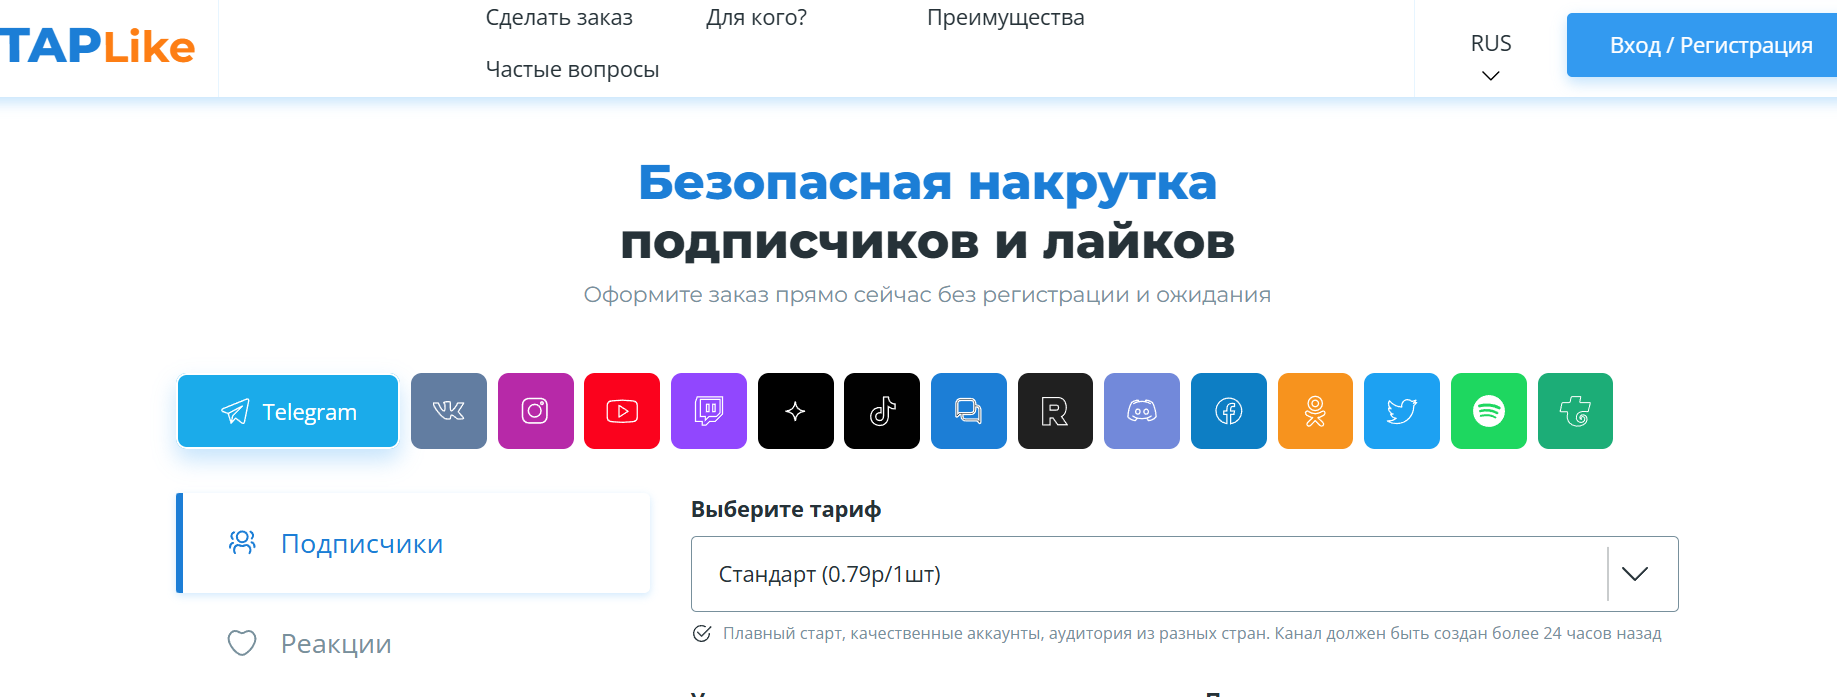 TAPLike
Сделать заказ
Для кого?
Преимущества
Частые вопросы
RUS
Вход / Регистрация
Безопасная накрутка
подписчиков и лайков
Оформите заказ прямо сейчас без регистрации и ожидания
Telegram
Подписчики
Реакции
Выберите тариф
Стандарт (0.79р/1шт)
Плавный старт, качественные аккаунты, аудитория из разных стран. Канал должен быть создан более 24 часов назад